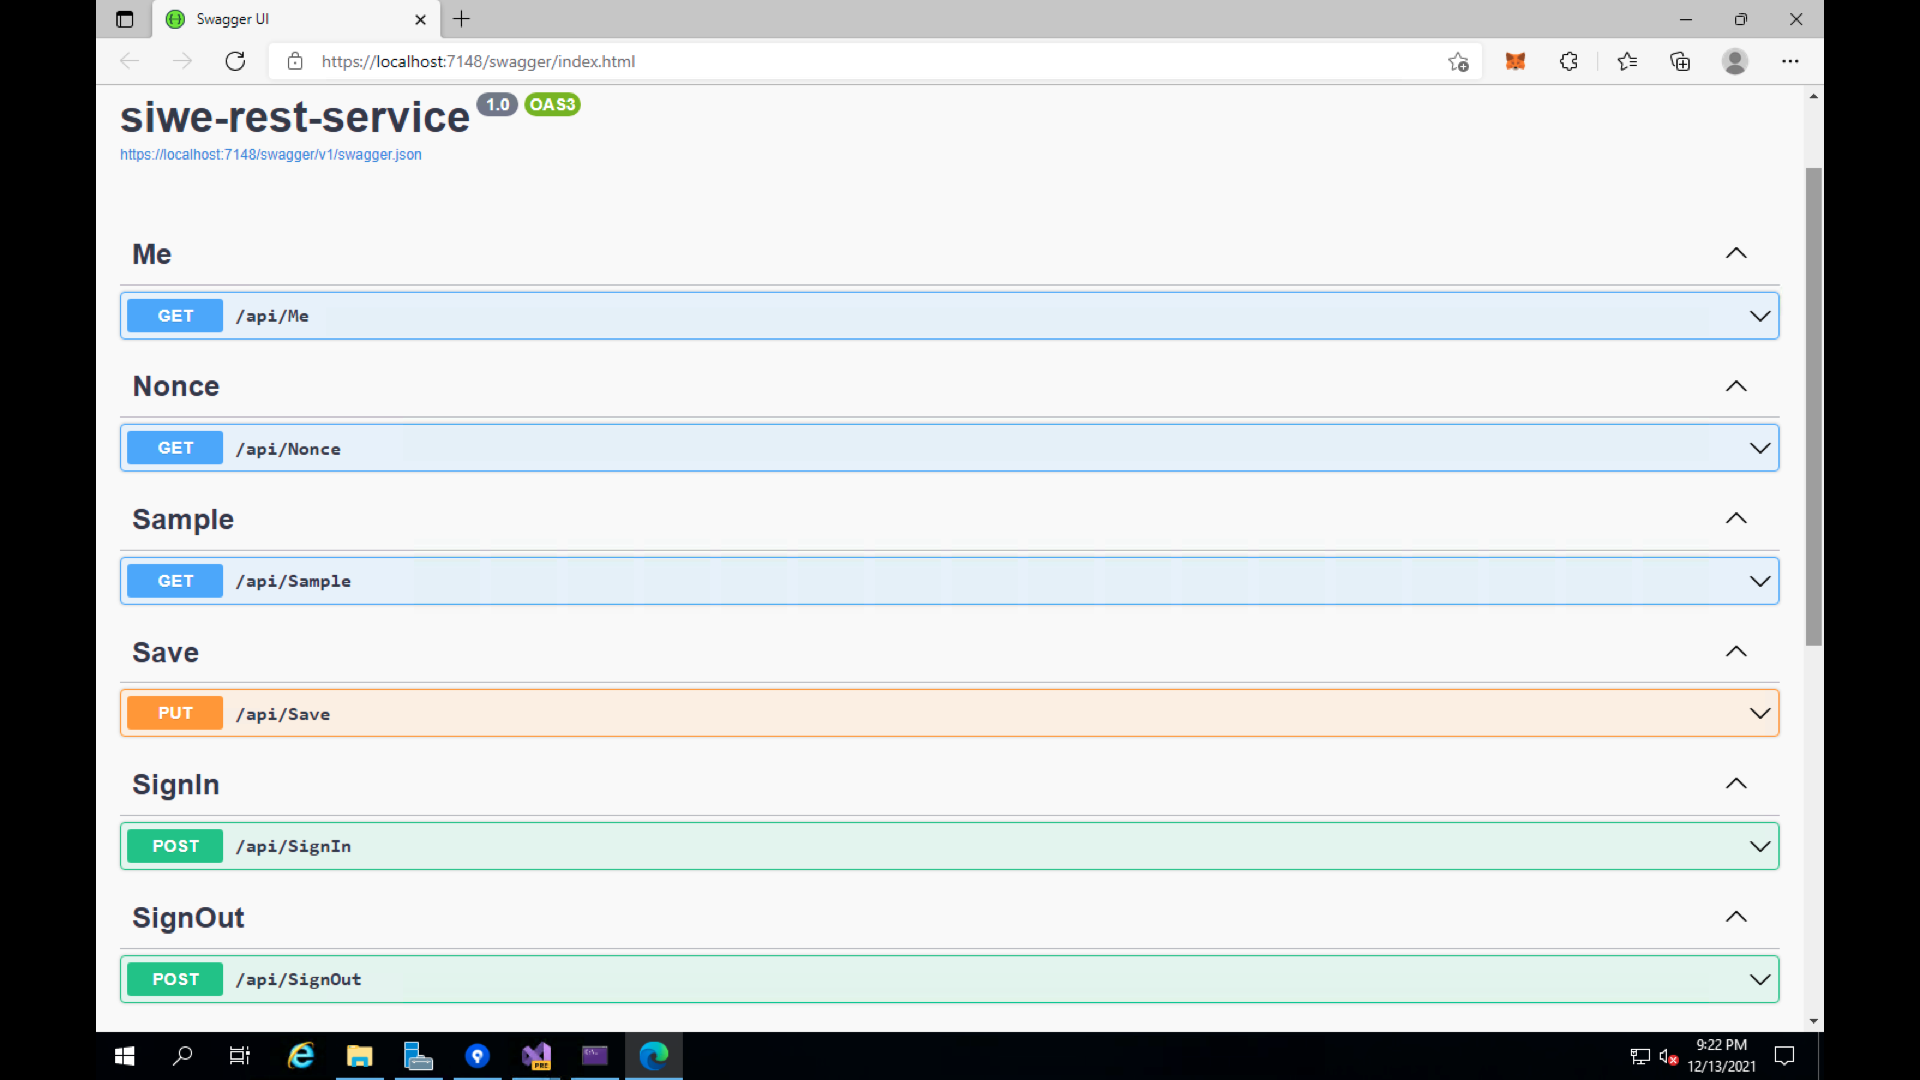 Swagger UI
https://localhost:7148/swagger/index.html
siwe-rest-service 1.0 OAS3
https://localhost:7148/swagger/v1/swagger.json
Me
GET /api/Me
Nonce
GET /api/Nonce
Sample
GET /api/Sample
Save
PUT /api/Save
SignIn
POST /api/SignIn
SignOut
POST /api/SignOut
PRE
9:22 PM
12/13/2021